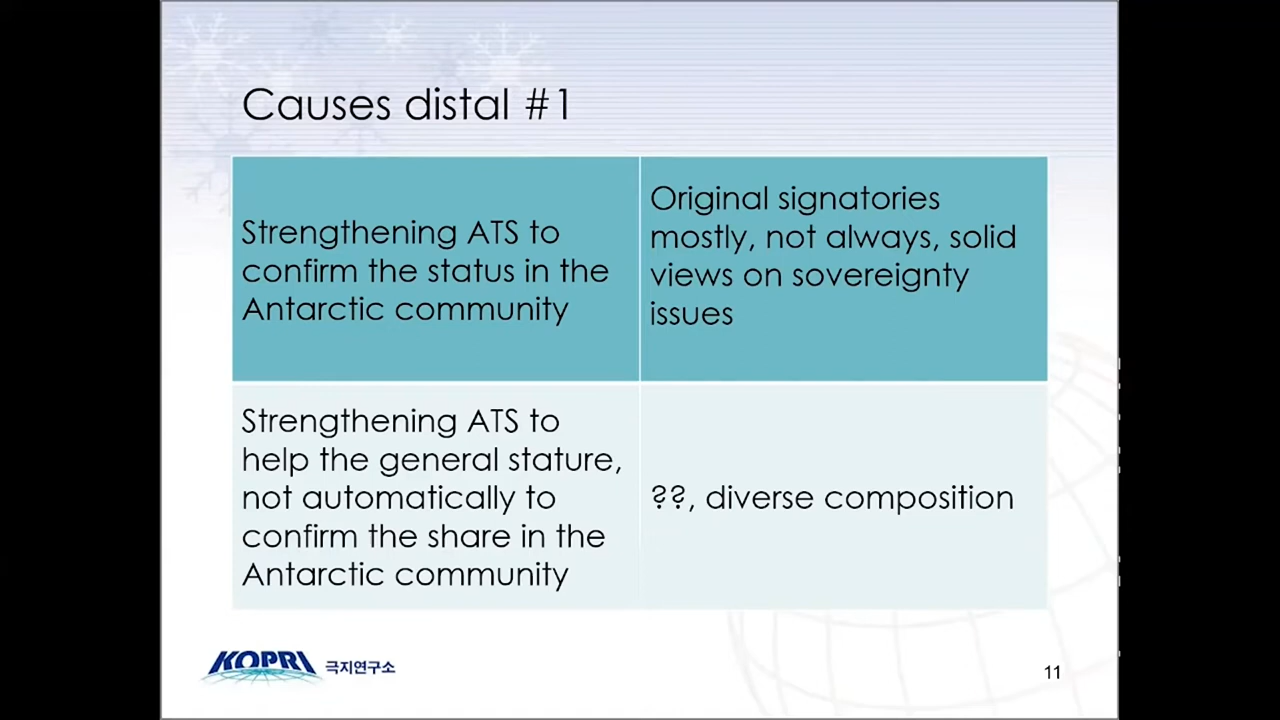 Causes distal #1
Strengthening ATS to
confirm the status in the
Antarctic community
Original signatories
mostly, not always, solid
views on sovereignty
issues
Strengthening ATS to
help the general stature,
not automatically to
confirm the share in the
Antarctic community
??, diverse composition
KOPRI 극지연구소
11